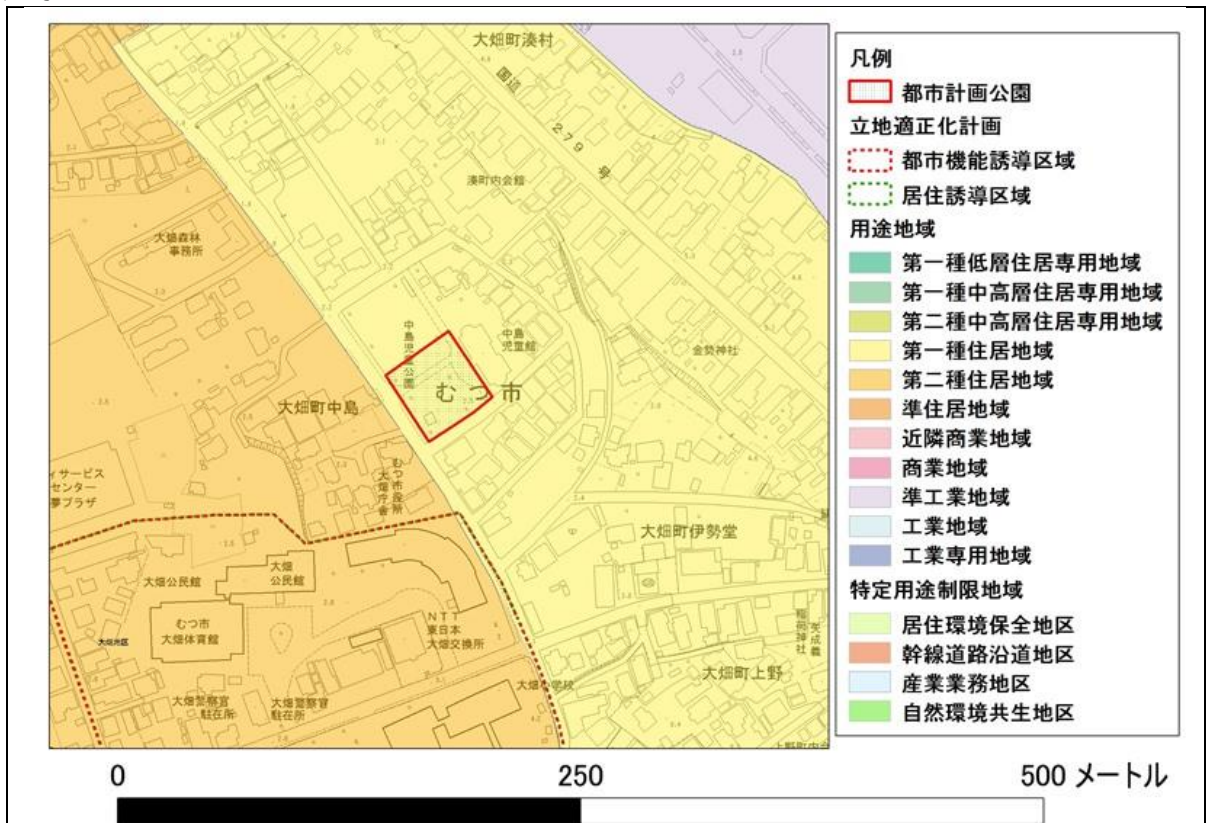 大畑町湊村
国道
279
号
湊町内会館
大畑森林
事務所
中島児童公園
中島
児童館
金勢神社
むつ市
大畑町中島
むつ市役所
大畑庁舎
ィサービス
センター
夢プラザ
大畑町伊勢堂
大畑公民館
大畑
公民館
むつ市
大畑体育館
大畑地区
NTT
東日本
大畑交換所
稲荷神社
大畑町上野
大畑小学校
大畑警察官
駐在所
大畑警察官
駐在所
上野町内会
凡例
都市計画公園
立地適正化計画
都市機能誘導区域
居住誘導区域
用途地域
第一種低層住居専用地域
第一種中高層住居専用地域
第二種中高層住居専用地域
第一種住居地域
第二種住居地域
準住居地域
近隣商業地域
商業地域
準工業地域
工業地域
工業専用地域
特定用途制限地域
居住環境保全地区
幹線道路沿道地区
産業業務地区
自然環境共生地区
0 250 500 メートル